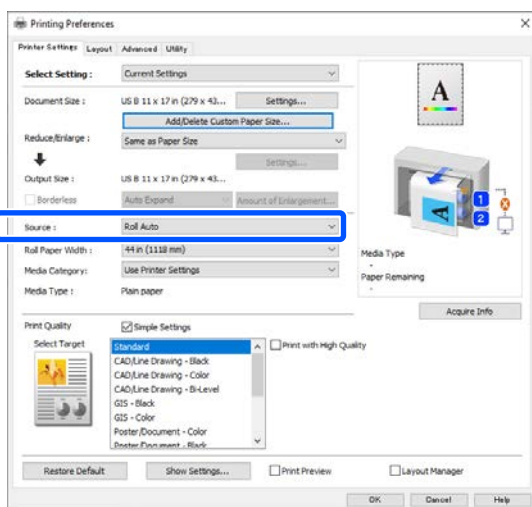 Printing Preferences
Printer Settings Layout Advanced Utility
Select Setting : Current Settings
Document Size : US B 11 x 17 in (279 x 43... Settings...
Add/Delete Custom Paper Size...
Reduce/Enlarge : Same as Paper Size
Settings...
Output Size : US B 11 x 17 in (279 x 43...
Borderless Auto Expand Amount of Enlargement...
Source : Roll Auto
Roll Paper Width : 44 in (1118 mm)
Media Category: Use Printer Settings
Media Type : Plain paper
A
A
1
2
Media Type
-
Paper Remaining
-
Acquire Info
Print Quality Simple Settings
Select Target
Standard
CAD/Line Drawing - Black
CAD/Line Drawing - Color
CAD/Line Drawing - Bi-Level
GIS - Black
GIS - Color
Poster/Document - Color
Poster/Document - Black
Print with High Quality
Restore Default Show Settings... Print Preview Layout Manager
OK Cancel Help